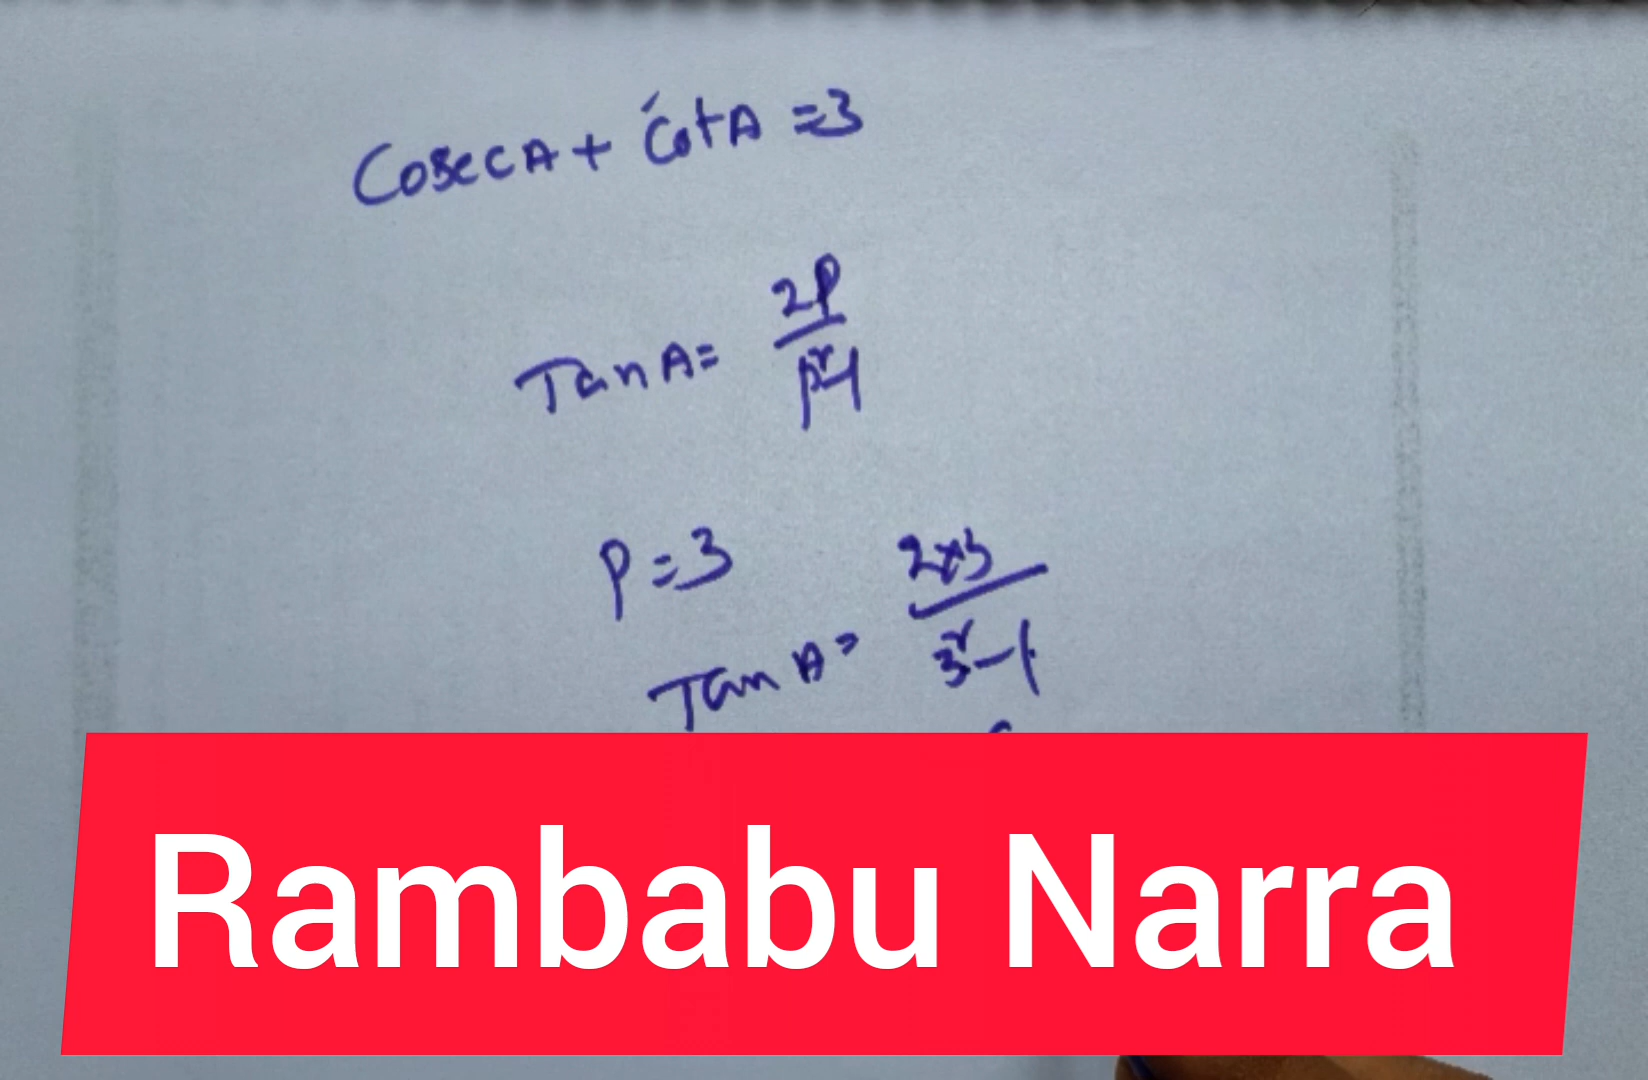 CosecA + CotA = 3
TanA = 2P / P²-1
P = 3
TanA = 2×3 / 3²-1
Rambabu Narra